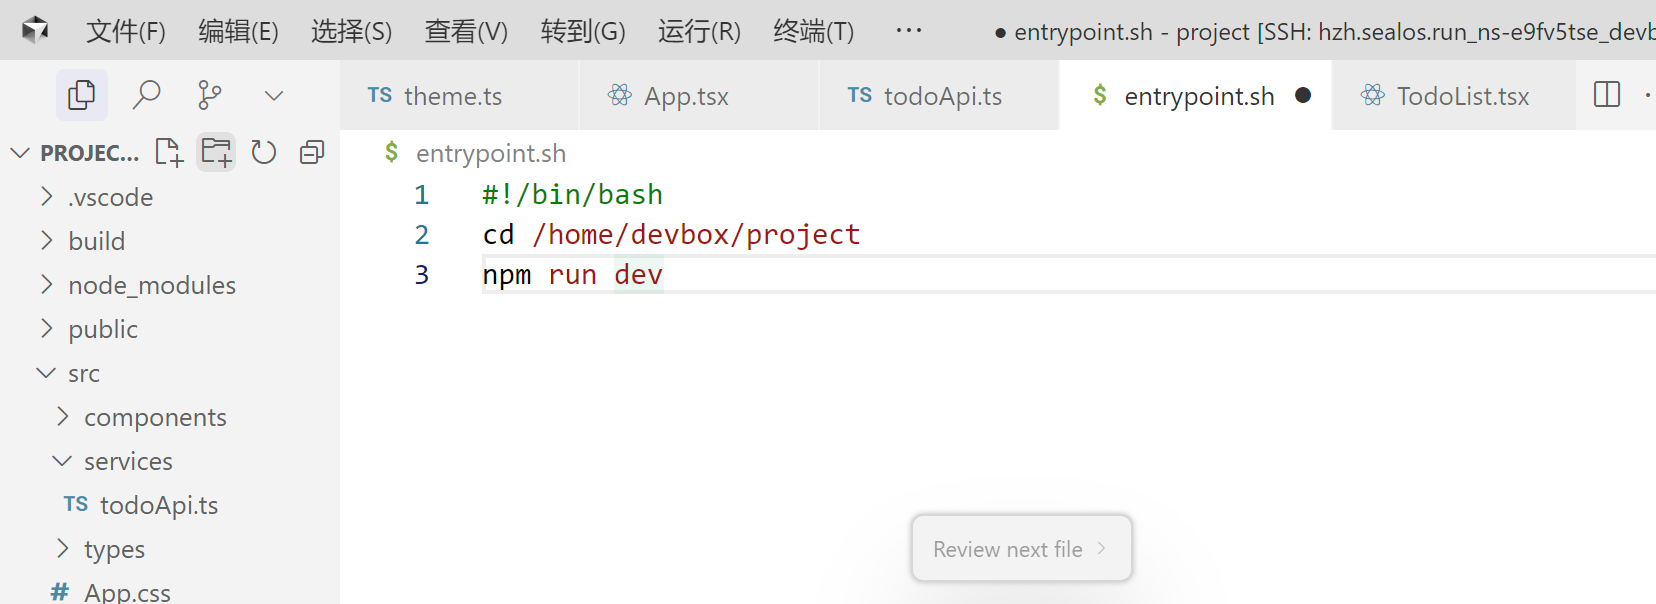 文件(F) 编辑(E) 选择(S) 查看(V) 转到(G) 运行(R) 终端(T) ··· ● entrypoint.sh - project [SSH: hzh.sealos.run_ns-e9fv5tse_devb
TS theme.ts App.tsx TS todoApi.ts $ entrypoint.sh ● TodoList.tsx
PROJEC...
.vscode
build
node_modules
public
src
components
services
TS todoApi.ts
types
# App.css
$ entrypoint.sh
1 #!/bin/bash
2 cd /home/devbox/project
3 npm run dev
Review next file